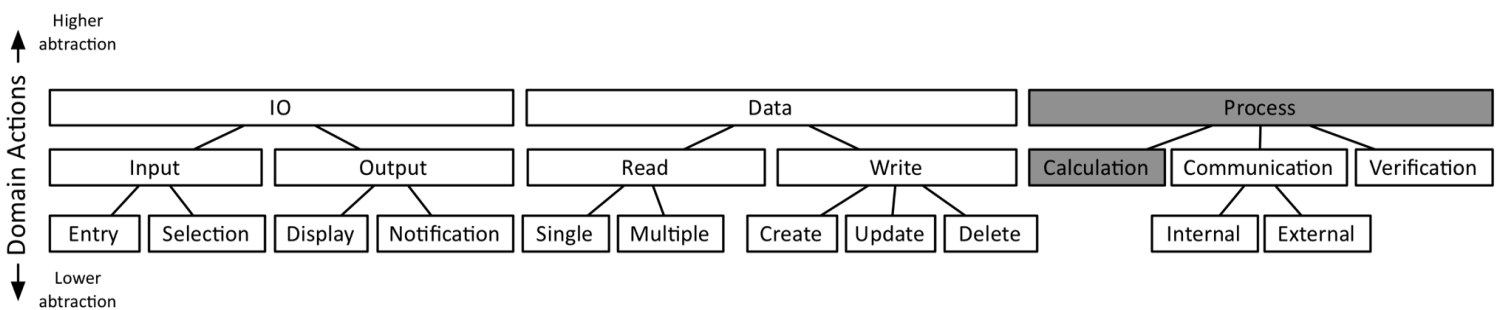 Higher
abtraction
Domain Actions
IO
Data
Process
Input
Output
Read
Write
Calculation
Communication
Verification
Entry
Selection
Display
Notification
Single
Multiple
Create
Update
Delete
Internal
External
Lower
abtraction